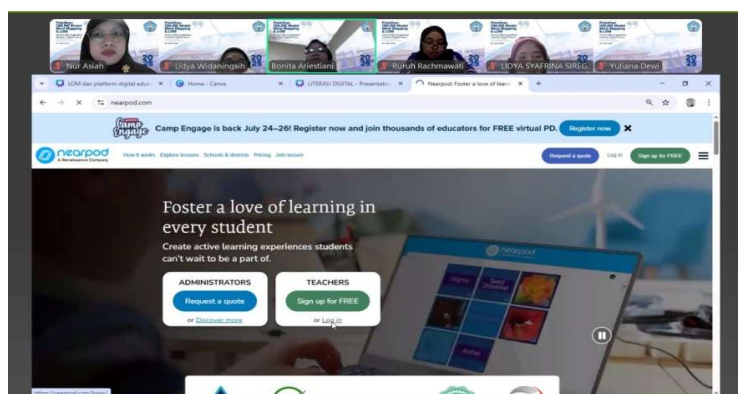 Nur Asiah
Lidya Widaningsih
Bonita Ariestiani
Ruruh Rachmawati
LIDYA SYAFRINA SIREG
Yuliana Dewi
LOM dan platform digital eduk
Home - Canva
LITERASI DIGITAL - Presentatio
Nearpod: Foster a love of learn
nearpod.com
Camp Engage
Camp Engage is back July 24–26! Register now and join thousands of educators for FREE virtual PD.
Register now
nearpod
A Renaissance Company
How it works
Explore lessons
Schools & districts
Pricing
Join lesson
Request a quote
Log in
Sign up for FREE
Foster a love of learning in
every student
Create active learning experiences students
can't wait to be a part of.
ADMINISTRATORS
Request a quote
or Discover more
TEACHERS
Sign up for FREE
or Log in
nearpod